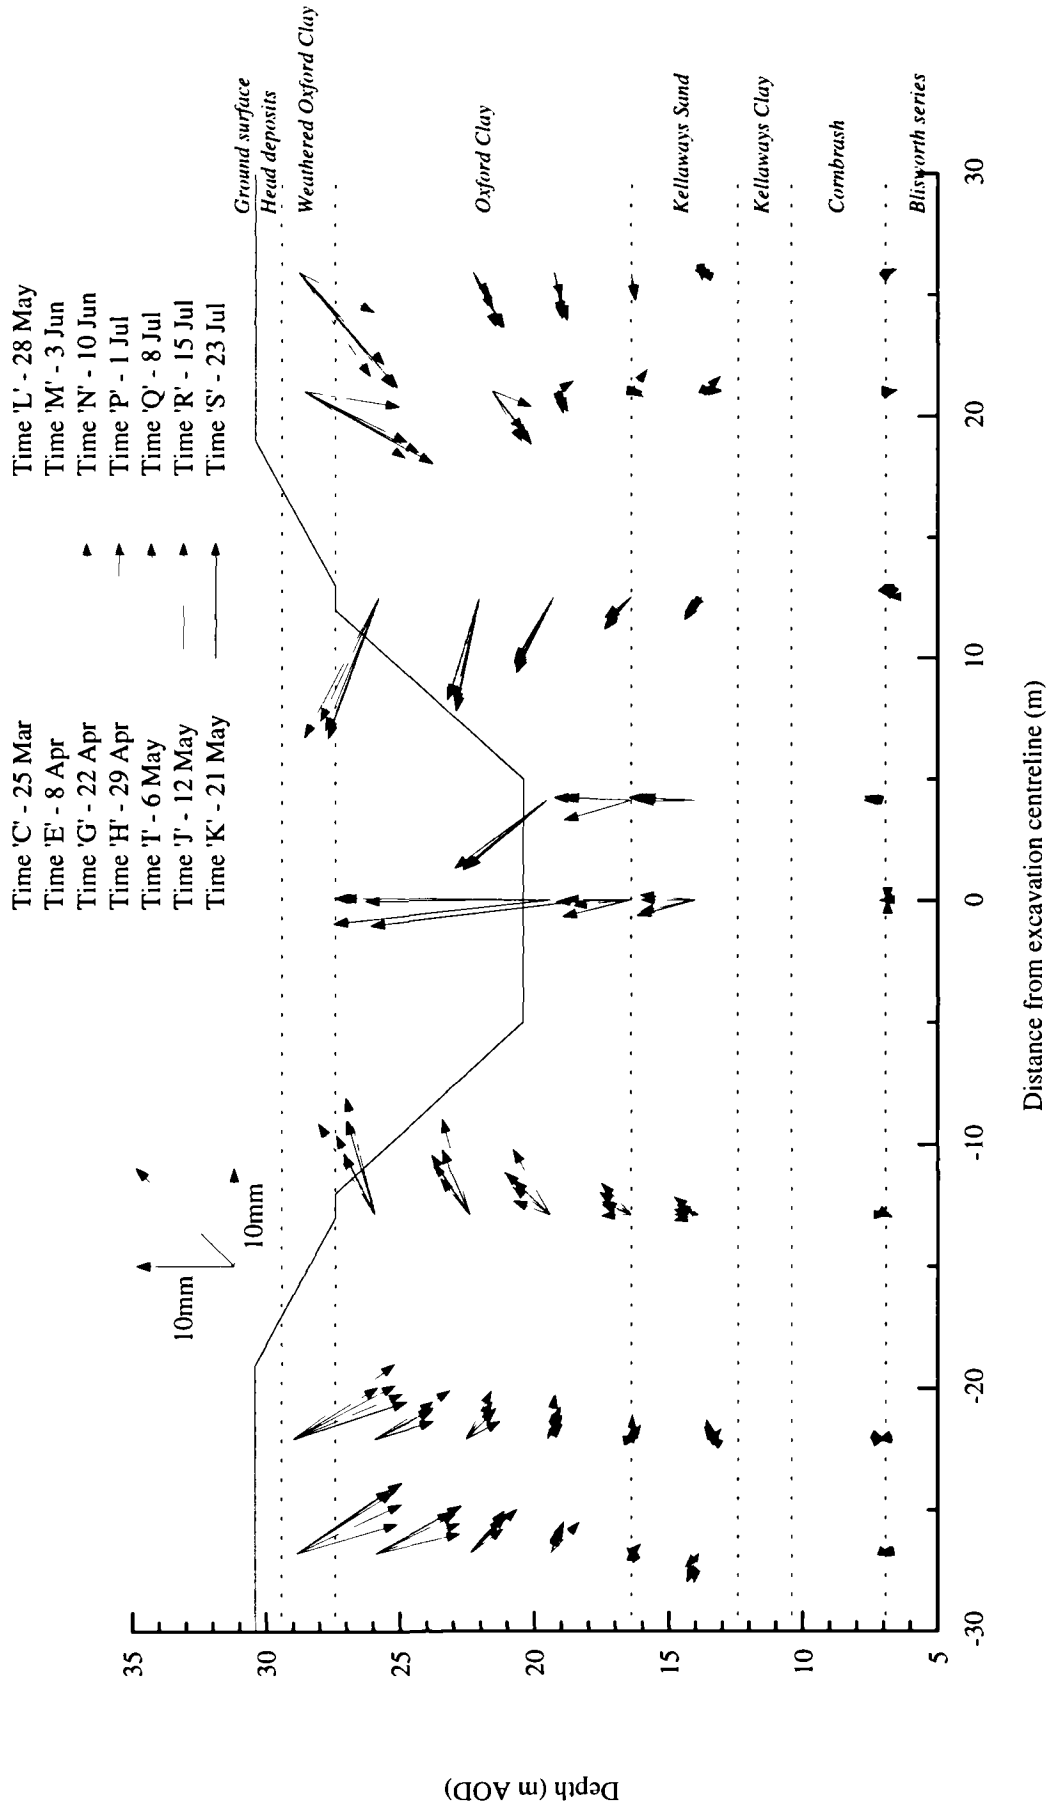 Time 'C' - 25 Mar
Time 'E' - 8 Apr
Time 'G' - 22 Apr
Time 'H' - 29 Apr
Time 'I' - 6 May
Time 'J' - 12 May
Time 'K' - 21 May
Time 'L' - 28 May
Time 'M' - 3 Jun
Time 'N' - 10 Jun
Time 'P' - 1 Jul
Time 'Q' - 8 Jul
Time 'R' - 15 Jul
Time 'S' - 23 Jul
10mm
10mm
Ground surface
Head deposits
Weathered Oxford Clay
Oxford Clay
Kellaways Sand
Kellaways Clay
Cornbrash
Blisworth series
Depth (m AOD)
35
30
25
20
15
10
5
-30
-20
-10
0
10
20
30
Distance from excavation centreline (m)